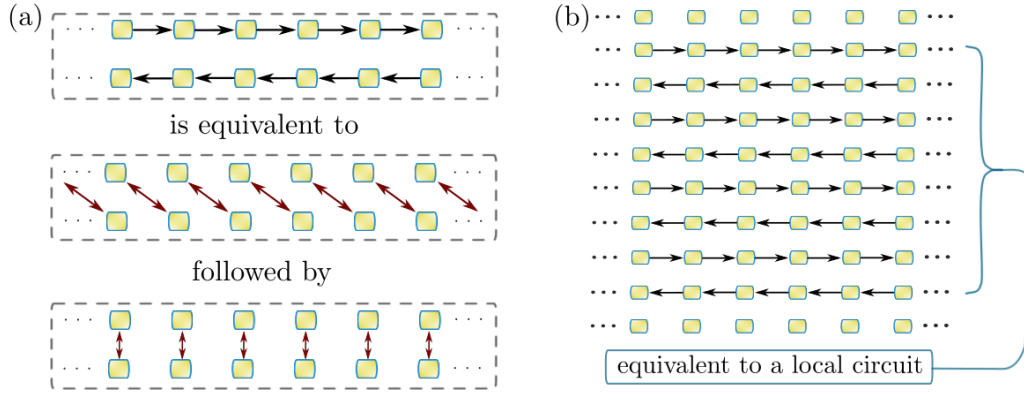 (a)
is equivalent to
followed by
(b)
equivalent to a local circuit